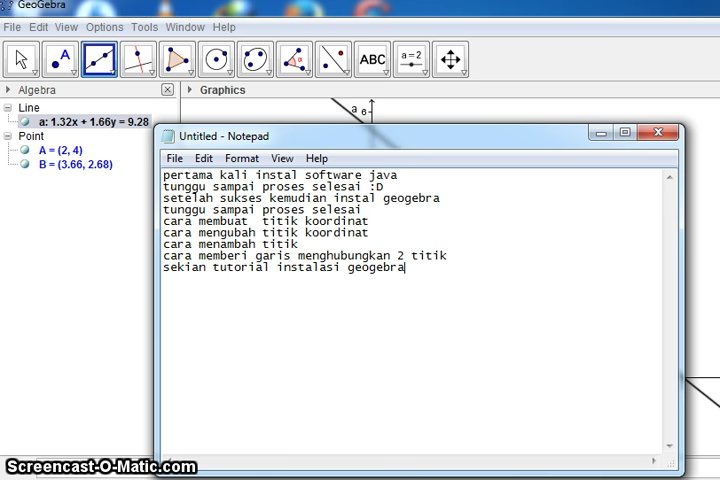 GeoGebra
File Edit View Options Tools Window Help
A ABC a=2
Algebra
Graphics
Line
a: 1.32x + 1.66y = 9.28
Point
A = (2, 4)
B = (3.66, 2.68)
a 6
Untitled - Notepad
File Edit Format View Help
pertama kali instal software java
tunggu sampai proses selesai :D
setelah sukses kemudian instal geogebra
tunggu sampai proses selesai
cara membuat  titik koordinat
cara mengubah titik koordinat
cara menambah titik
cara memberi garis menghubungkan 2 titik
sekian tutorial instalasi geogebra
Screencast-O-Matic.com